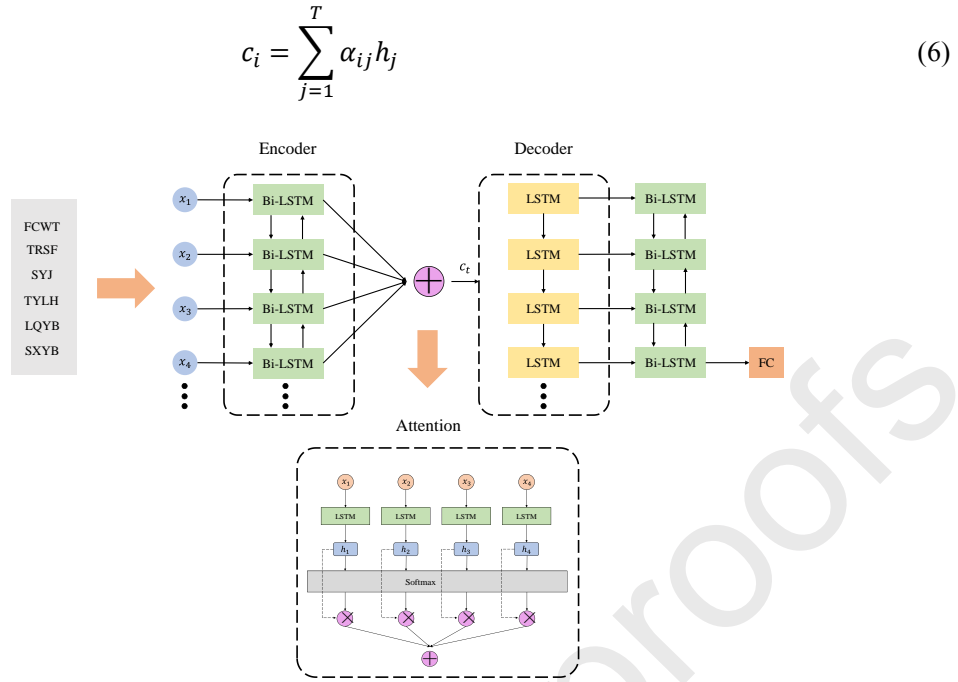 c_i = \sum_{j=1}^{T} α_{ij} h_j (6)
Encoder
Decoder
FCWT
TRSF
SYJ
TYLH
LQYB
SXYB
x_1
x_2
x_3
x_4
Bi-LSTM
Bi-LSTM
Bi-LSTM
Bi-LSTM
c_t
LSTM
LSTM
LSTM
LSTM
Bi-LSTM
Bi-LSTM
Bi-LSTM
Bi-LSTM
FC
Attention
x_1 x_2 x_3 x_4
LSTM LSTM LSTM LSTM
h_1 h_2 h_3 h_4
Softmax
proofs